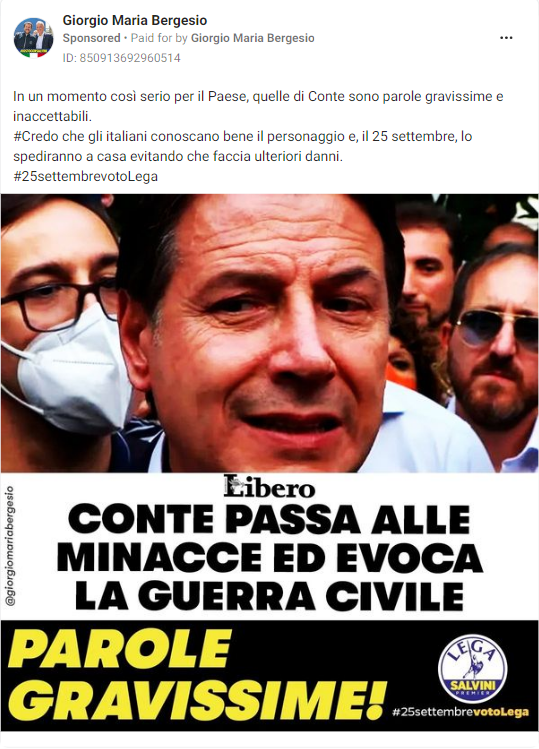 Giorgio Maria Bergesio
Sponsored • Paid for by Giorgio Maria Bergesio
ID: 850913692960514
In un momento così serio per il Paese, quelle di Conte sono parole gravissime e
inaccettabili.
#Credo che gli italiani conoscano bene il personaggio e, il 25 settembre, lo
spediranno a casa evitando che faccia ulteriori danni.
#25settembrevotoLega
@giorgiomariabergesio
Libero
CONTE PASSA ALLE
MINACCE ED EVOCA
LA GUERRA CIVILE
PAROLE
GRAVISSIME!
LEGA
SALVINI
PREMIER
#25settembrevotoLega